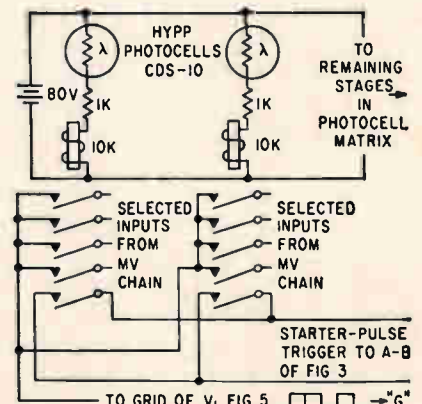 HYPP
PHOTOCELLS
CDS-10
λ
λ
80V
1K
1K
10K
10K
TO
REMAINING
STAGES
IN
PHOTOCELL
MATRIX
SELECTED
INPUTS
FROM
MV
CHAIN
SELECTED
INPUTS
FROM
MV
CHAIN
STARTER-PULSE
TRIGGER TO A-B
OF FIG 3
TO GRID OF V₁ FIG 5
"G"